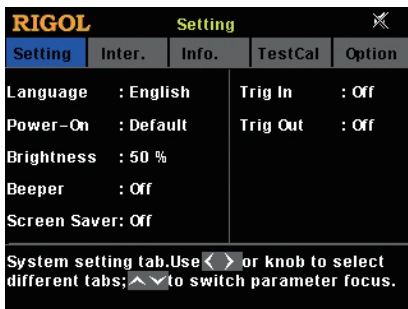 RIGOL Setting
Setting Inter. Info. TestCal Option
Language : English Trig In : Off
Power-On : Default Trig Out : Off
Brightness : 50 %
Beeper : Off
Screen Saver: Off
System setting tab.Use < > or knob to select
different tabs; ∧ ∨ to switch parameter focus.